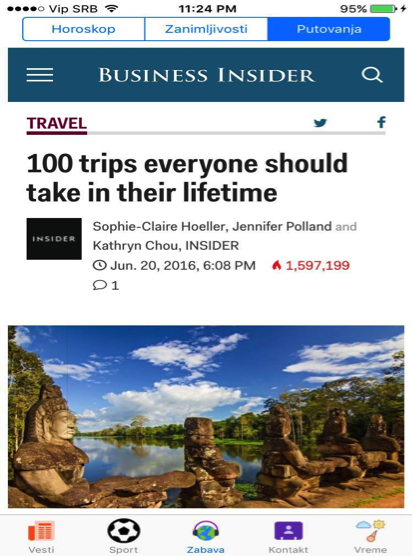 Vip SRB 11:24 PM 95%
Horoskop Zanimljivosti Putovanja
BUSINESS INSIDER
TRAVEL
100 trips everyone should
take in their lifetime
INSIDER
Sophie-Claire Hoeller, Jennifer Polland and
Kathryn Chou, INSIDER
Jun. 20, 2016, 6:08 PM 1,597,199
1
Vesti Sport Zabava Kontakt Vreme